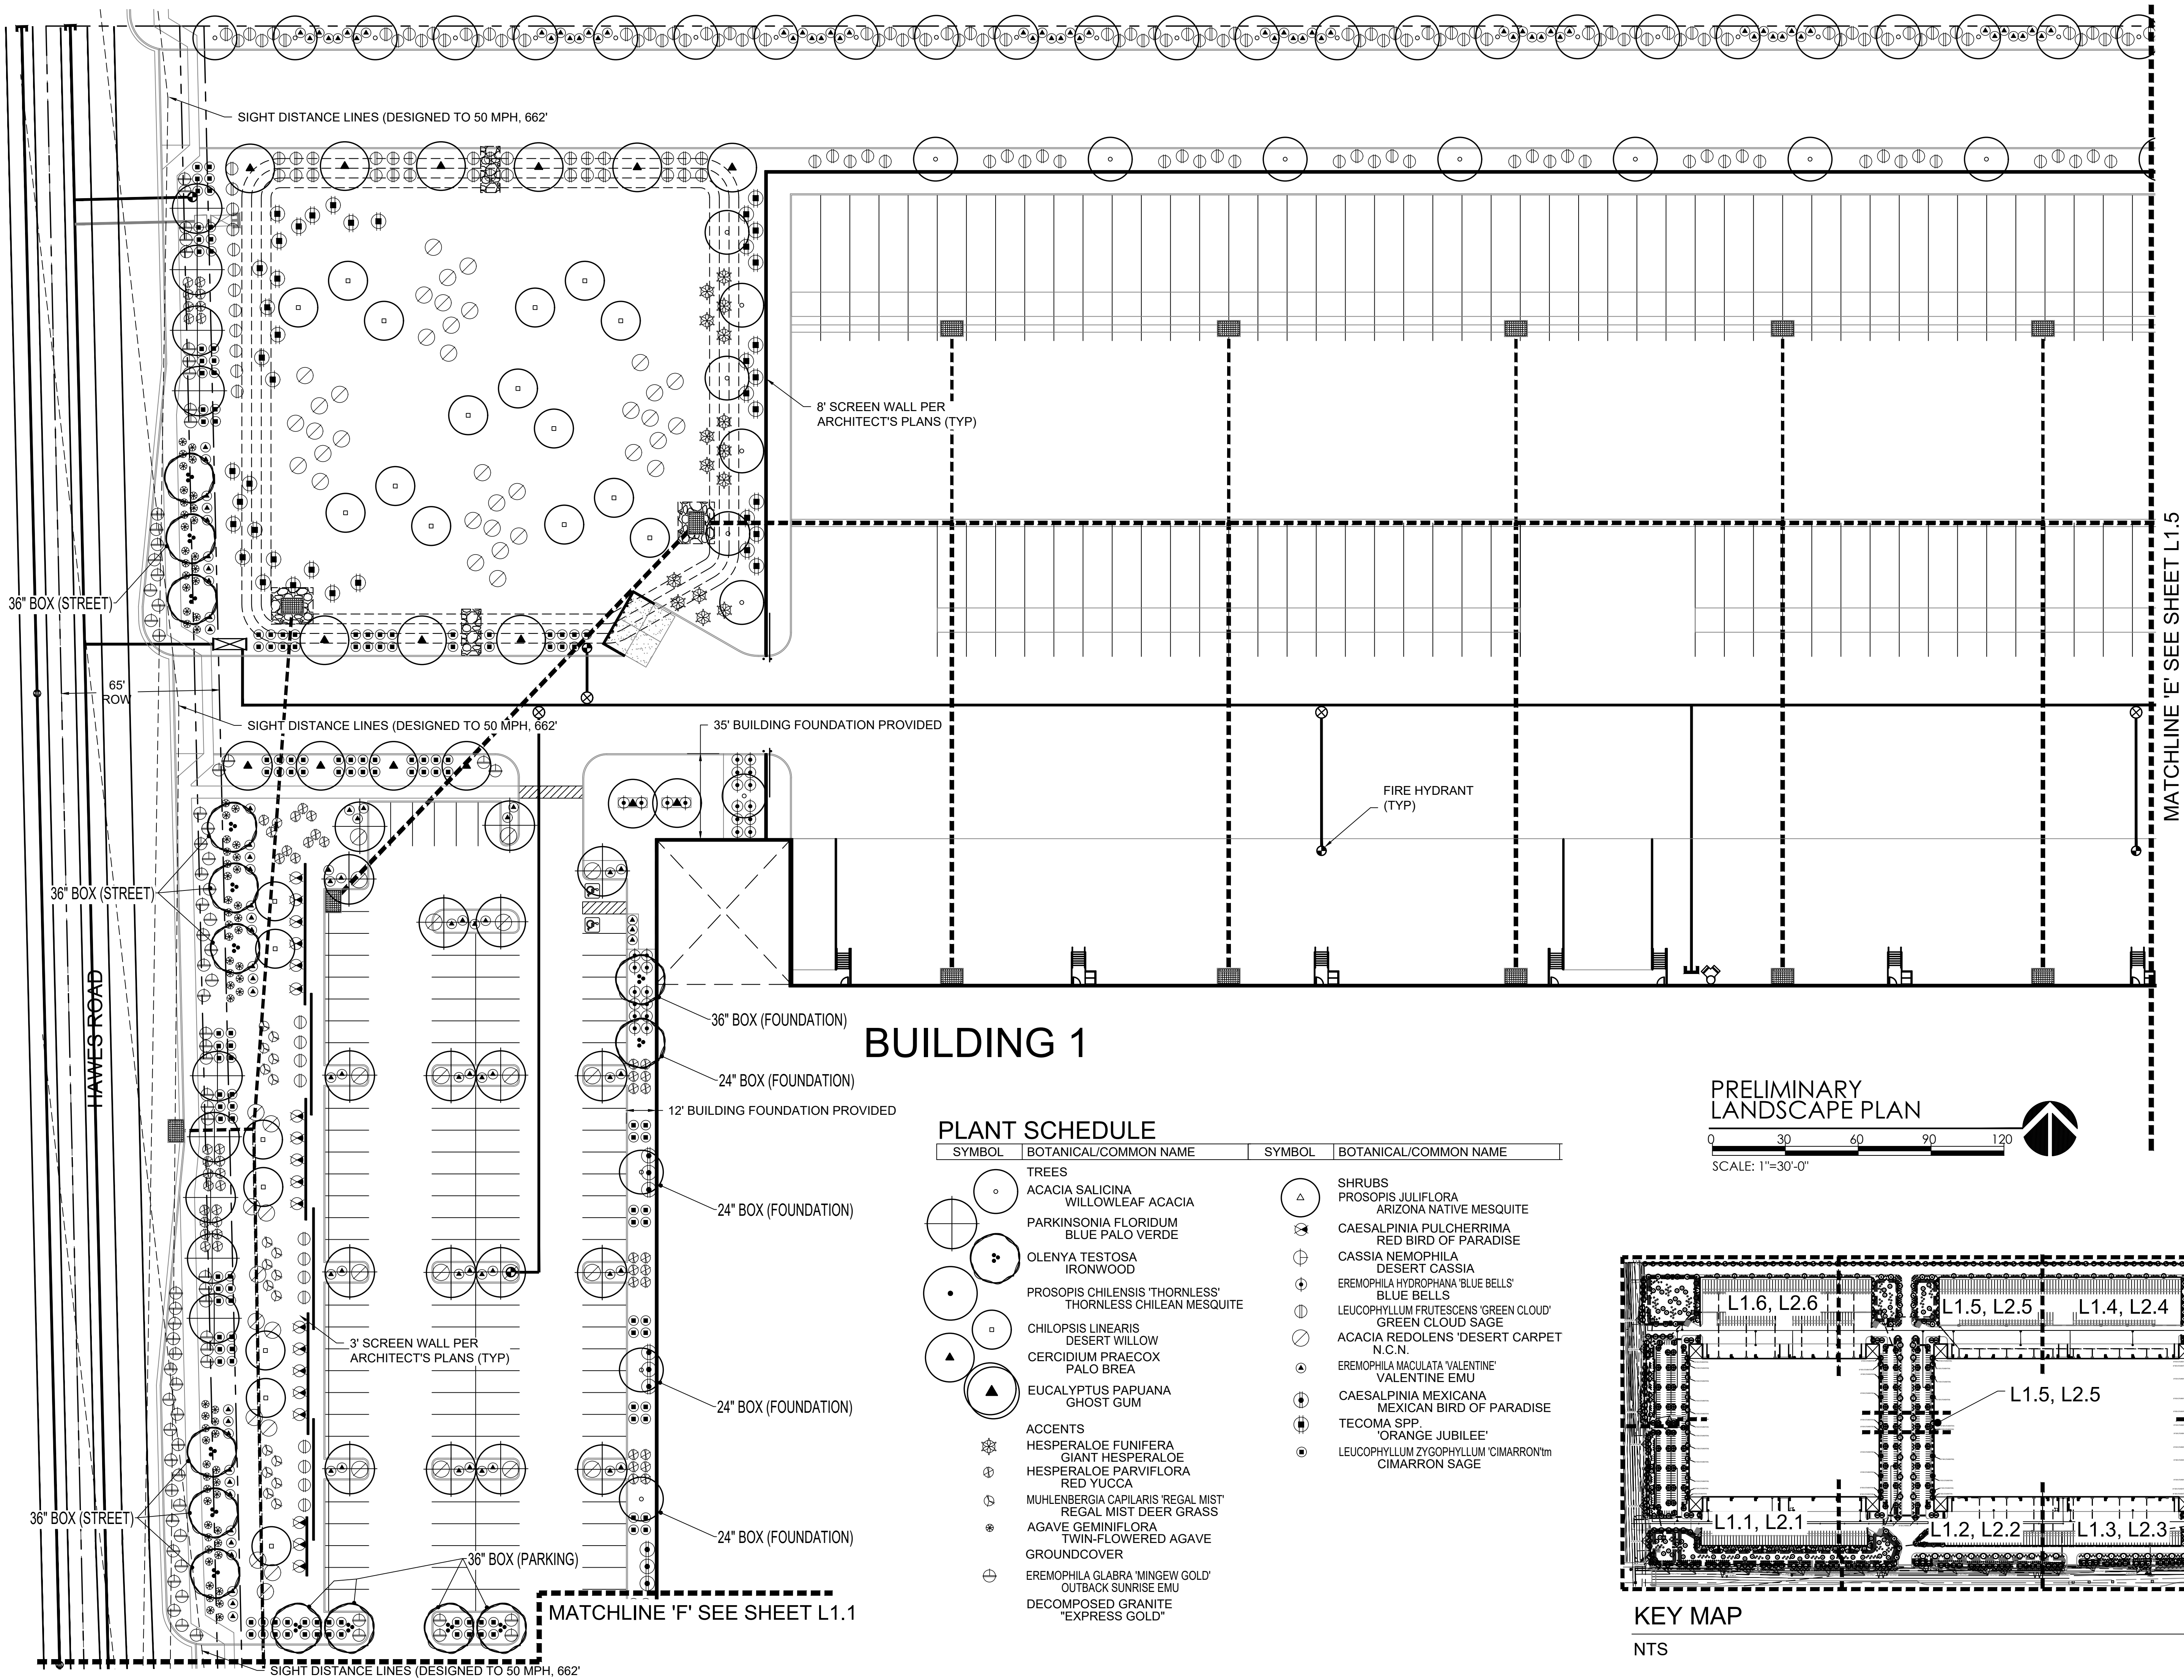 SIGHT DISTANCE LINES (DESIGNED TO 50 MPH, 662'
8' SCREEN WALL PER
ARCHITECT'S PLANS (TYP)
MATCHLINE 'E' SEE SHEET L1.5
36" BOX (STREET)
65'
ROW
SIGHT DISTANCE LINES (DESIGNED TO 50 MPH, 662'
35' BUILDING FOUNDATION PROVIDED
FIRE HYDRANT
(TYP)
36" BOX (STREET)
HAWES ROAD
36" BOX (FOUNDATION)
BUILDING 1
24" BOX (FOUNDATION)
12' BUILDING FOUNDATION PROVIDED
24" BOX (FOUNDATION)
3' SCREEN WALL PER
ARCHITECT'S PLANS (TYP)
24" BOX (FOUNDATION)
36" BOX (STREET)
24" BOX (FOUNDATION)
36" BOX (PARKING)
MATCHLINE 'F' SEE SHEET L1.1
SIGHT DISTANCE LINES (DESIGNED TO 50 MPH, 662'
PLANT SCHEDULE
SYMBOL BOTANICAL/COMMON NAME SYMBOL BOTANICAL/COMMON NAME
TREES
ACACIA SALICINA
WILLOWLEAF ACACIA
PARKINSONIA FLORIDUM
BLUE PALO VERDE
OLENYA TESTOSA
IRONWOOD
PROSOPIS CHILENSIS 'THORNLESS'
THORNLESS CHILEAN MESQUITE
CHILOPSIS LINEARIS
DESERT WILLOW
CERCIDIUM PRAECOX
PALO BREA
EUCALYPTUS PAPUANA
GHOST GUM
ACCENTS
HESPERALOE FUNIFERA
GIANT HESPERALOE
HESPERALOE PARVIFLORA
RED YUCCA
MUHLENBERGIA CAPILARIS 'REGAL MIST'
REGAL MIST DEER GRASS
AGAVE GEMINIFLORA
TWIN-FLOWERED AGAVE
GROUNDCOVER
EREMOPHILA GLABRA 'MINGEW GOLD'
OUTBACK SUNRISE EMU
DECOMPOSED GRANITE
"EXPRESS GOLD"
SHRUBS
PROSOPIS JULIFLORA
ARIZONA NATIVE MESQUITE
CAESALPINIA PULCHERRIMA
RED BIRD OF PARADISE
CASSIA NEMOPHILA
DESERT CASSIA
EREMOPHILA HYDROPHANA 'BLUE BELLS'
BLUE BELLS
LEUCOPHYLLUM FRUTESCENS 'GREEN CLOUD'
GREEN CLOUD SAGE
ACACIA REDOLENS 'DESERT CARPET
N.C.N.
EREMOPHILA MACULATA 'VALENTINE'
VALENTINE EMU
CAESALPINIA MEXICANA
MEXICAN BIRD OF PARADISE
TECOMA SPP.
'ORANGE JUBILEE'
LEUCOPHYLLUM ZYGOPHYLLUM 'CIMARRON'tm
CIMARRON SAGE
PRELIMINARY
LANDSCAPE PLAN
0 30 60 90 120
SCALE: 1"=30'-0"
L1.6, L2.6 L1.5, L2.5 L1.4, L2.4
L1.5, L2.5
L1.1, L2.1 L1.2, L2.2 L1.3, L2.3
KEY MAP
NTS